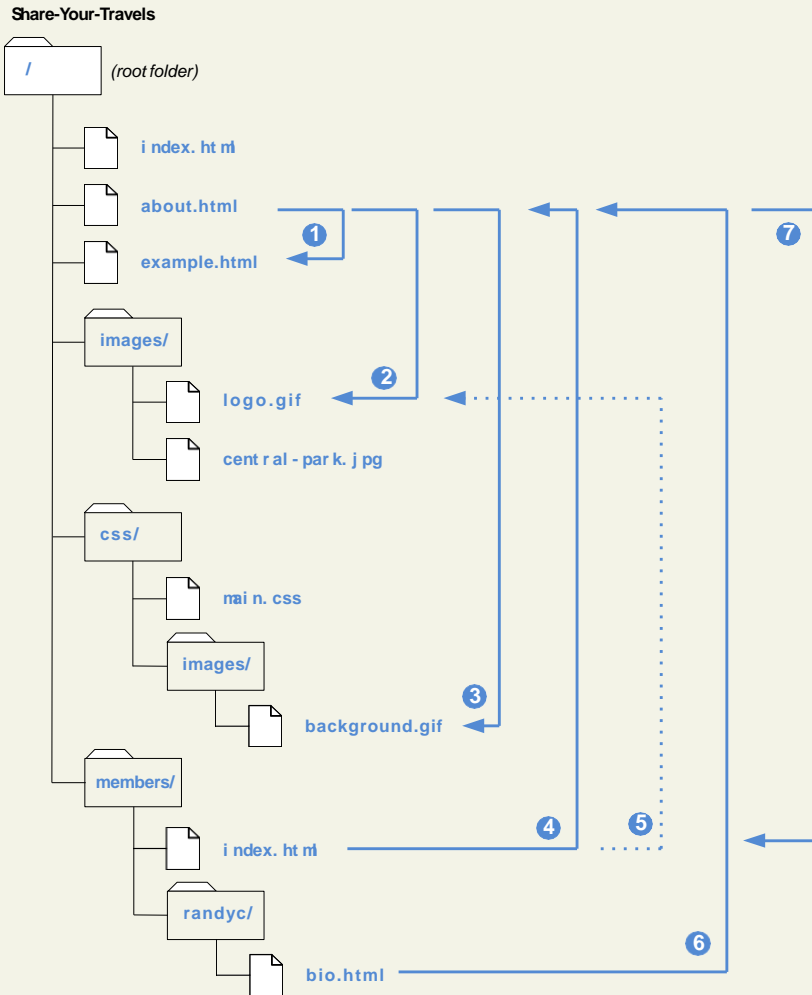 Share-Your-Travels
/
(root folder)
index.html
about.html
1
7
example.html
images/
2
logo.gif
central-park.jpg
css/
main.css
images/
3
background.gif
members/
4
5
index.html
randyc/
6
bio.html